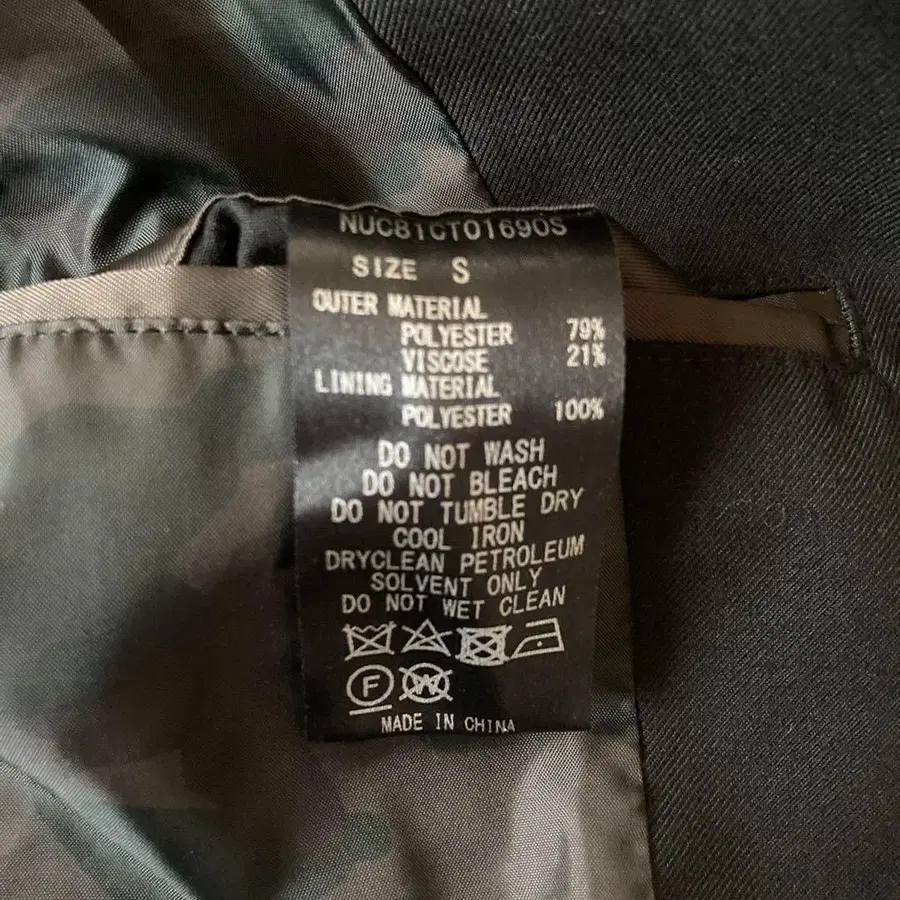 NUC81CT01690S
SIZE S
OUTER MATERIAL
POLYESTER 79%
VISCOSE 21%
LINING MATERIAL
POLYESTER 100%
DO NOT WASH
DO NOT BLEACH
DO NOT TUMBLE DRY
COOL IRON
DRYCLEAN PETROLEUM
SOLVENT ONLY
DO NOT WET CLEAN
F W
MADE IN CHINA